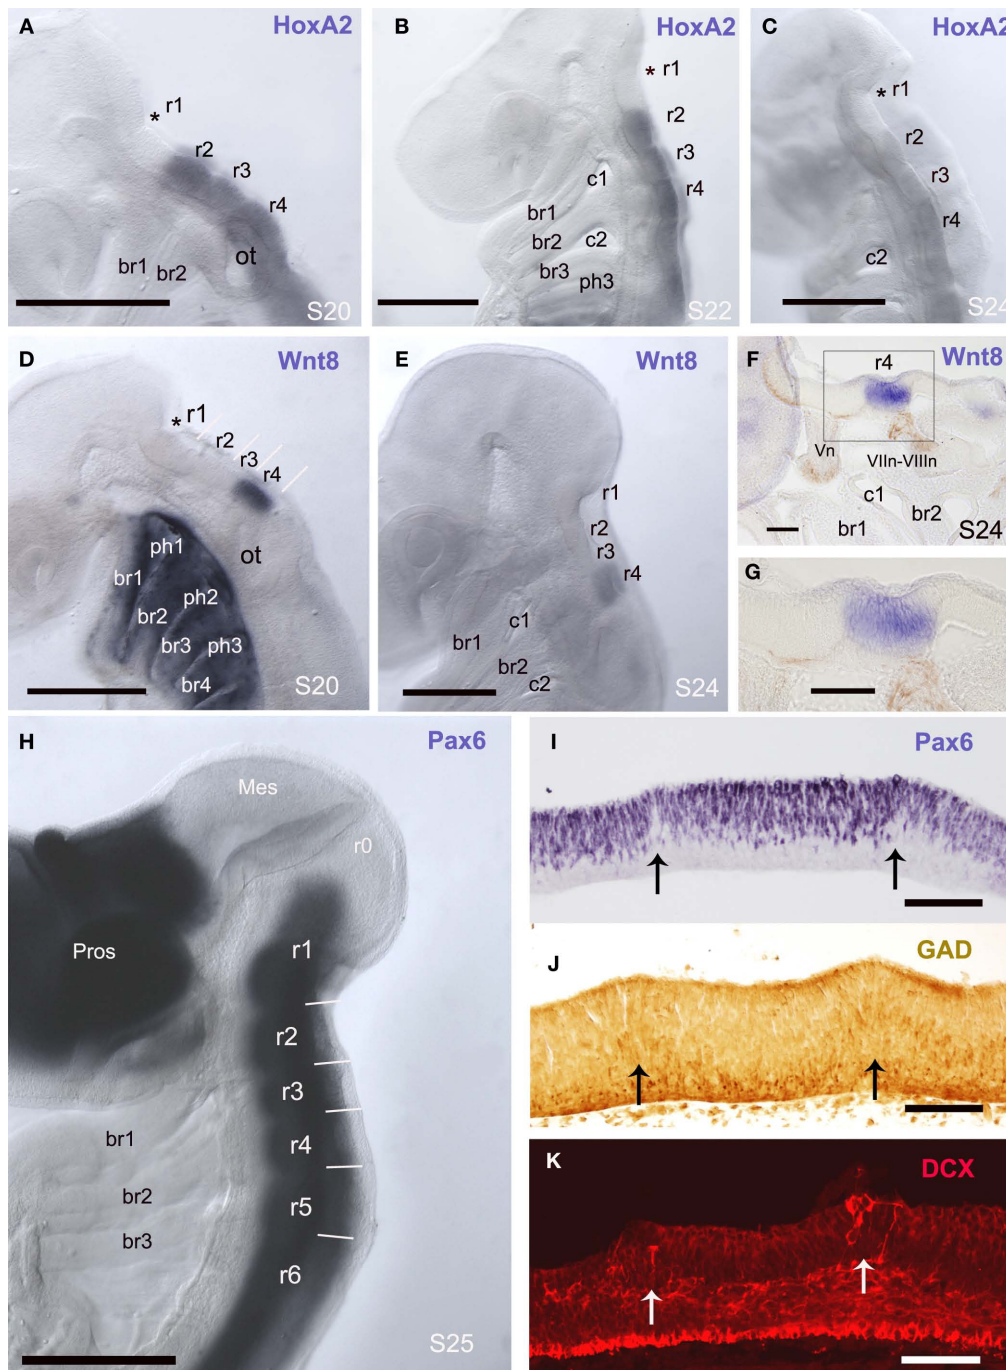 A HoxA2
* r1
r2
r3
r4
ot
br1 br2
S20
B HoxA2
* r1
r2
r3
r4
c1
br1
br2
c2
br3
ph3
S22
C HoxA2
* r1
r2
r3
r4
c2
S24
D Wnt8
* r1
r2
r3
r4
ot
ph1
br1
ph2
br2
br3
ph3
br4
S20
E Wnt8
r1
r2
r3
r4
c1
br1
br2
c2
S24
F Wnt8
r4
Vn
VIIn-VIIIn
c1
br1
br2
S24
G
H Pax6
Mes
r0
Pros
r1
r2
r3
r4
r5
r6
br1
br2
br3
S25
I Pax6
J GAD
K DCX